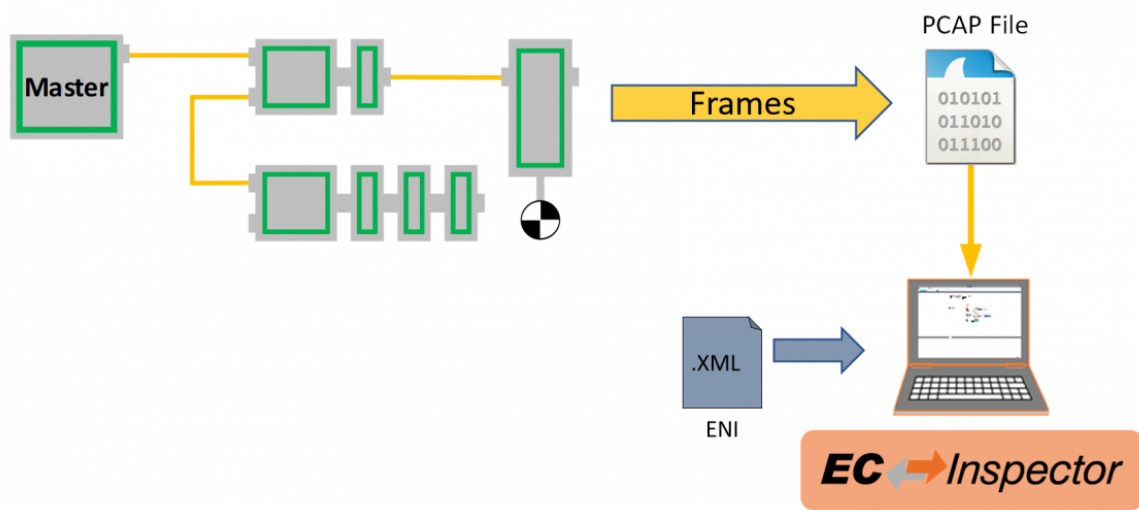 PCAP File
Master
Frames
010101
011010
011100
.XML
ENI
EC Inspector